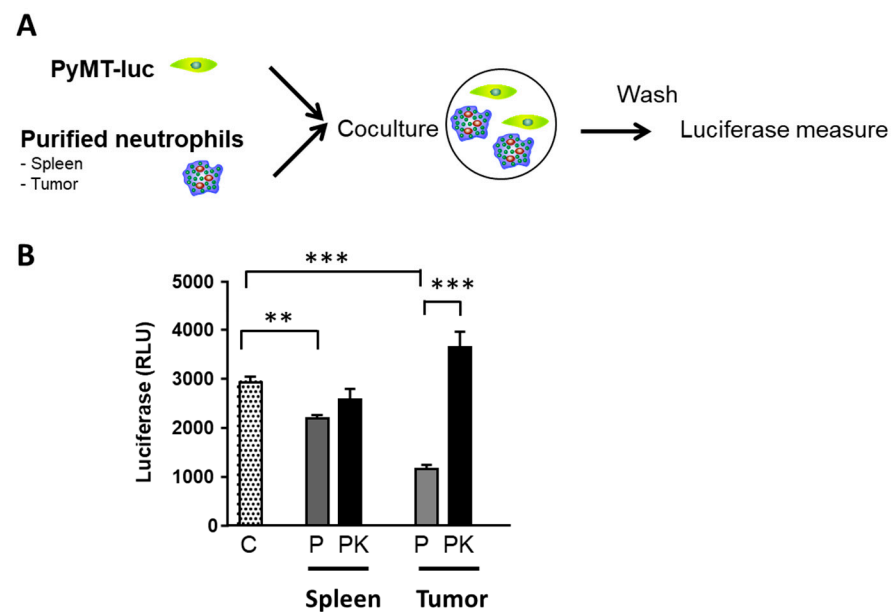 A
PyMT-luc
Purified neutrophils
- Spleen
- Tumor
Coculture
Wash
Luciferase measure
B
Luciferase (RLU)
5000
4000
3000
2000
1000
0
***
***
**
C P PK P PK
Spleen Tumor